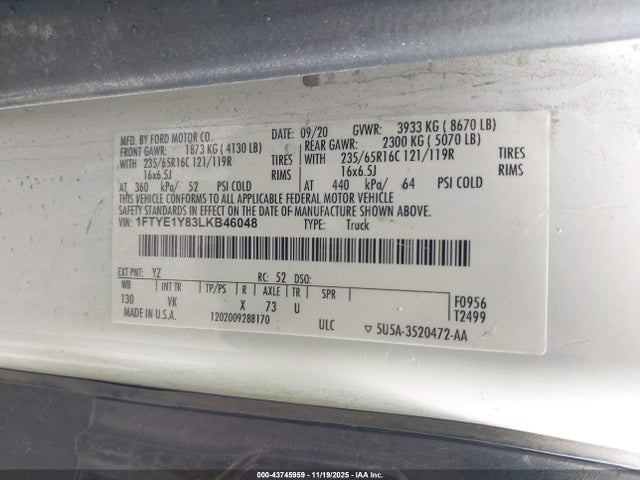 MFG. BY FORD MOTOR CO. DATE: 09/20 GVWR: 3933 KG ( 8670 LB)
FRONT GAWR: 1873 KG ( 4130 LB) REAR GAWR: 2300 KG ( 5070 LB)
WITH 235/65R16C 121/119R TIRES WITH 235/65R16C 121/119R TIRES
16x6.5J RIMS 16x6.5J RIMS
AT 360 kPa/ 52 PSI COLD AT 440 kPa/ 64 PSI COLD
THIS VEHICLE CONFORMS TO ALL APPLICABLE FEDERAL MOTOR VEHICLE
SAFETY STANDARDS IN EFFECT ON THE DATE OF MANUFACTURE SHOWN ABOVE.
VIN: 1FTYE1Y83LKB46048 TYPE: Truck
EXT PNT: YZ RC: 52 DSO:
WB INT TR TP/PS R AXLE TR SPR F0956
130 VK X 73 U T2499
MADE IN U.S.A. 1202009288170 ULC ▽ 5U5A-3520472-AA
000-43745959 - 11/19/2025 - IAA Inc.